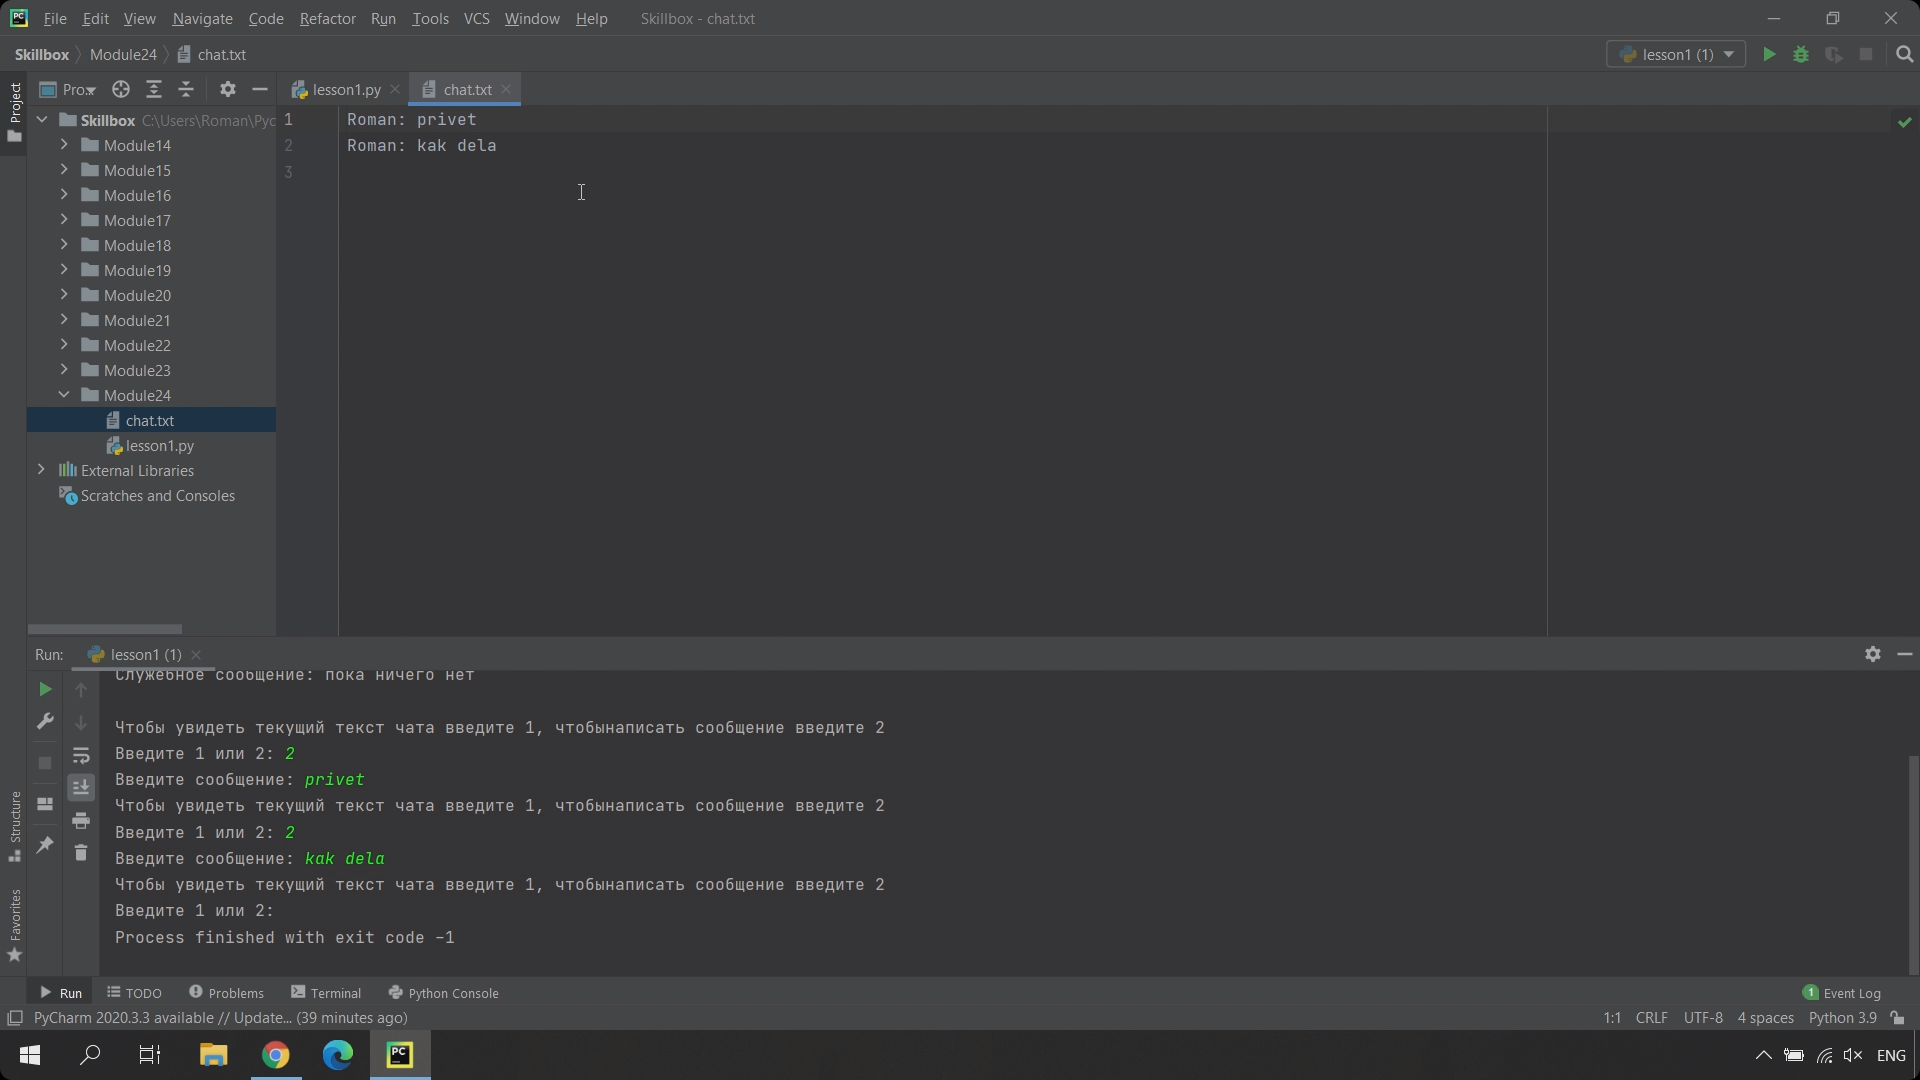 File Edit View Navigate Code Refactor Run Tools VCS Window Help Skillbox - chat.txt
Skillbox Module24 chat.txt lesson1 (1)
Project Pro... lesson1.py chat.txt
Skillbox C:\Users\Roman\Pyc
Module14
Module15
Module16
Module17
Module18
Module19
Module20
Module21
Module22
Module23
Module24
chat.txt
lesson1.py
External Libraries
Scratches and Consoles
1 Roman: privet
2 Roman: kak dela
3
Run: lesson1 (1)
Служебное сообщение: пока ничего нет
Чтобы увидеть текущий текст чата введите 1, чтобынаписать сообщение введите 2
Введите 1 или 2: 2
Введите сообщение: privet
Чтобы увидеть текущий текст чата введите 1, чтобынаписать сообщение введите 2
Введите 1 или 2: 2
Введите сообщение: kak dela
Чтобы увидеть текущий текст чата введите 1, чтобынаписать сообщение введите 2
Введите 1 или 2:
Process finished with exit code -1
Structure
Favorites
Run TODO Problems Terminal Python Console 1 Event Log
PyCharm 2020.3.3 available // Update... (39 minutes ago) 1:1 CRLF UTF-8 4 spaces Python 3.9
PC ENG